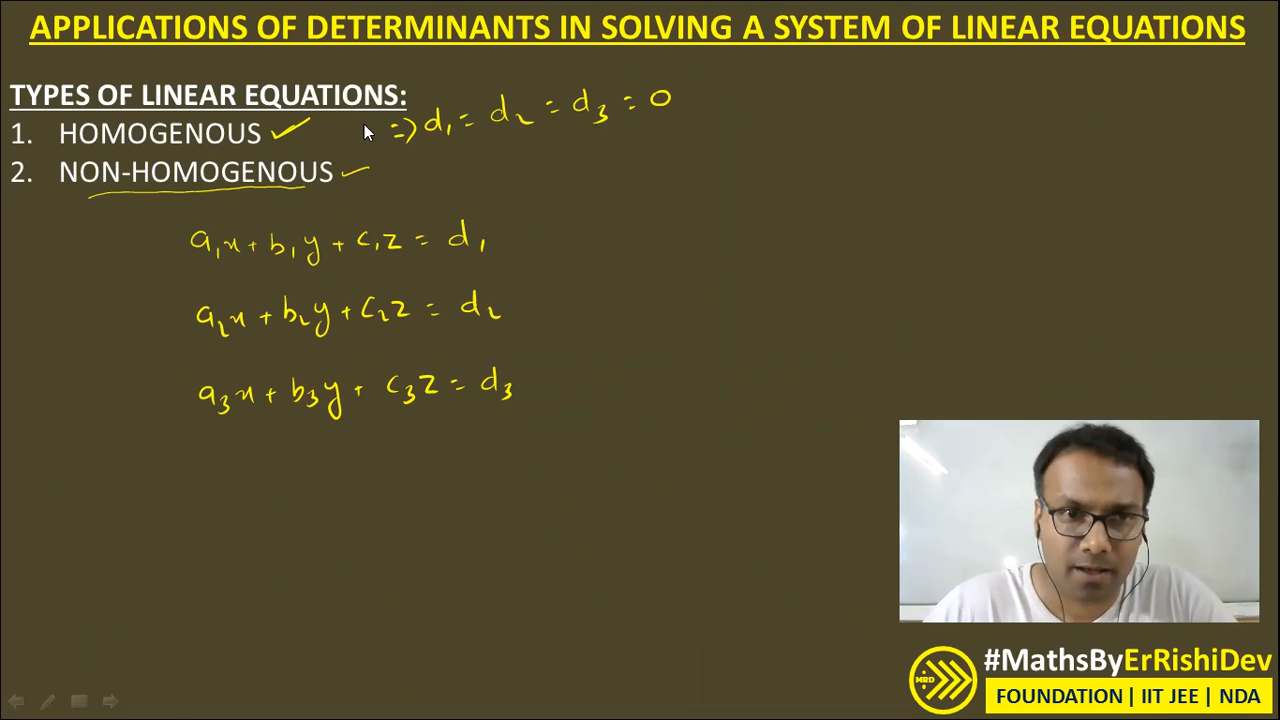 APPLICATIONS OF DETERMINANTS IN SOLVING A SYSTEM OF LINEAR EQUATIONS
TYPES OF LINEAR EQUATIONS:
1. HOMOGENOUS ✓ => d₁ = d₂ = d₃ = 0
2. NON-HOMOGENOUS ✓
a₁x + b₁y + c₁z = d₁
a₂x + b₂y + c₂z = d₂
a₃x + b₃y + c₃z = d₃
MRD
#MathsByErRishiDev
FOUNDATION | IIT JEE | NDA